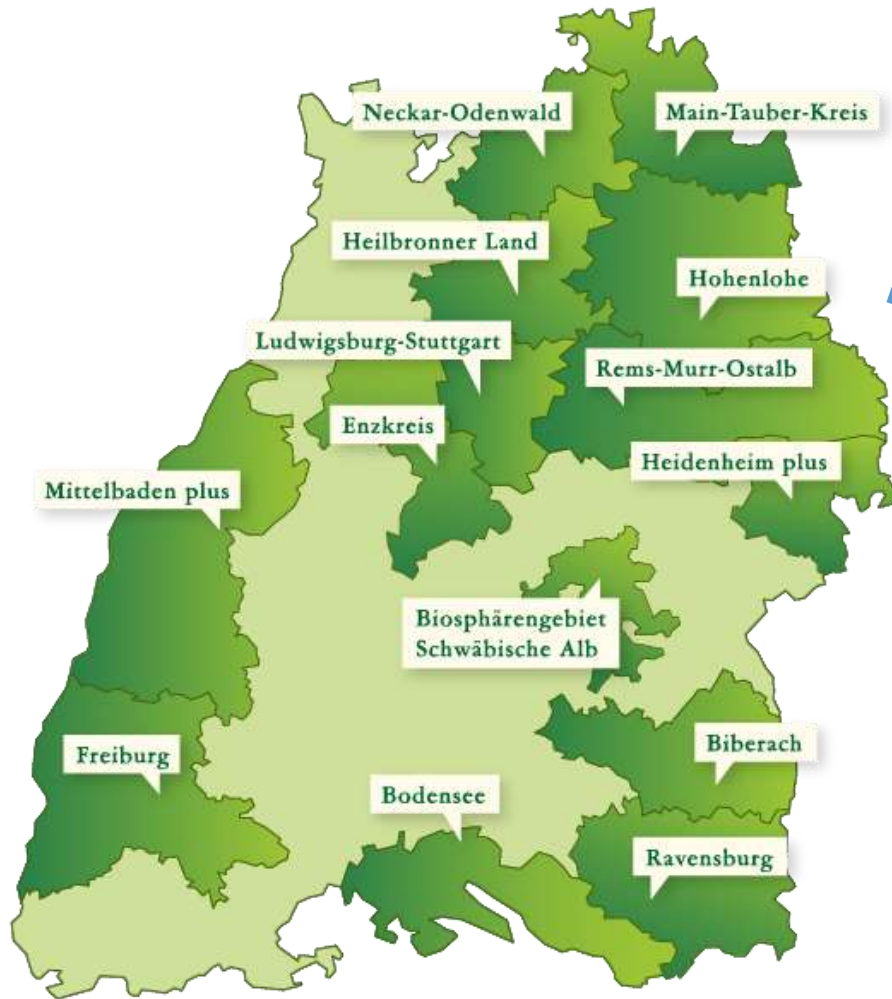 Neckar-Odenwald
Main-Tauber-Kreis
Heilbronner Land
Hohenlohe
Ludwigsburg-Stuttgart
Rems-Murr-Ostalb
Enzkreis
Heidenheim plus
Mittelbaden plus
Biosphärengebiet
Schwäbische Alb
Freiburg
Biberach
Bodensee
Ravensburg